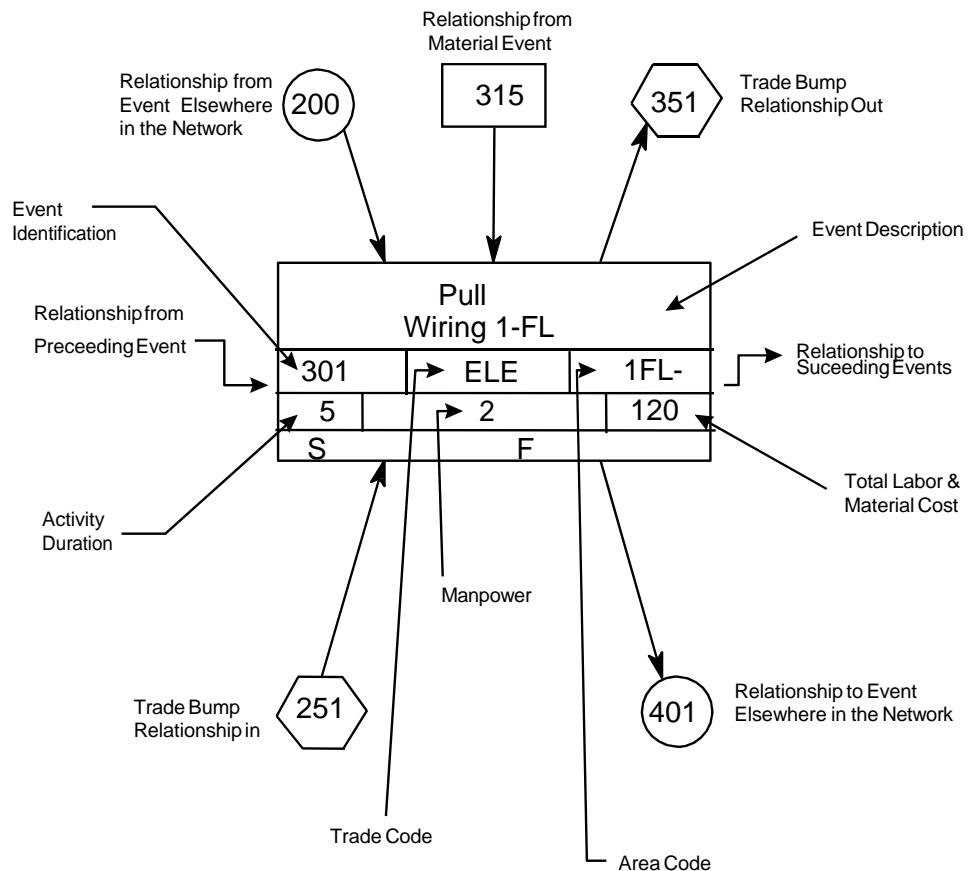 Relationship from
Material Event
315
Relationship from
Event Elsewhere
in the Network
200
351
Trade Bump
Relationship Out
Event
Identification
Event Description
Pull
Wiring 1-FL
Relationship from
Preceeding Event
301
ELE
1FL-
Relationship to
Suceeding Events
5
2
120
S
F
Activity
Duration
Total Labor &
Material Cost
Manpower
Trade Bump
Relationship in
251
401
Relationship to Event
Elsewhere in the Network
Trade Code
Area Code